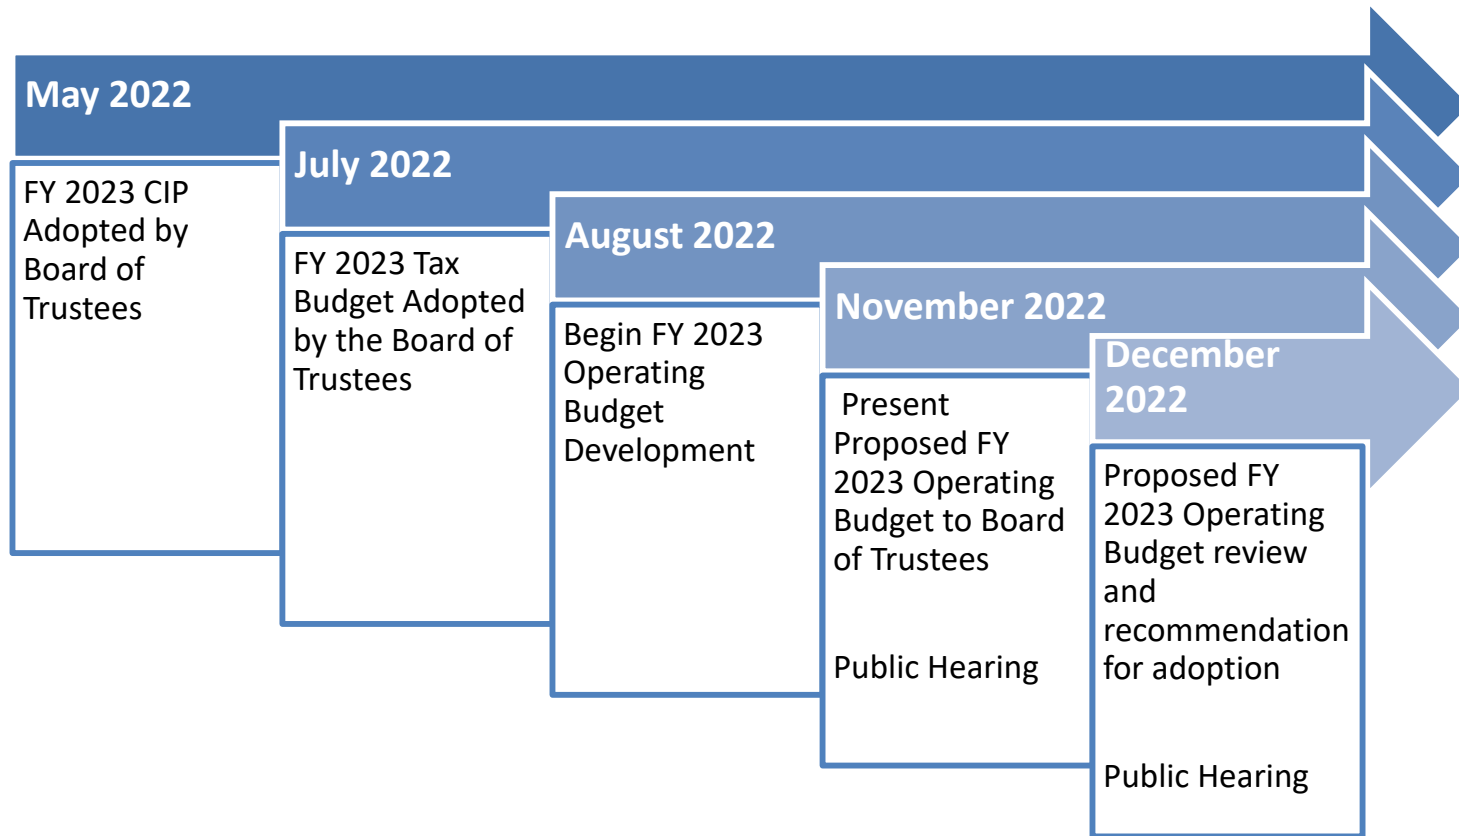 May 2022
FY 2023 CIP
Adopted by
Board of
Trustees
July 2022
FY 2023 Tax
Budget Adopted
by the Board of
Trustees
August 2022
Begin FY 2023
Operating
Budget
Development
November 2022
Present
Proposed FY
2023 Operating
Budget to Board
of Trustees
Public Hearing
December
2022
Proposed FY
2023 Operating
Budget review
and
recommendation
for adoption
Public Hearing